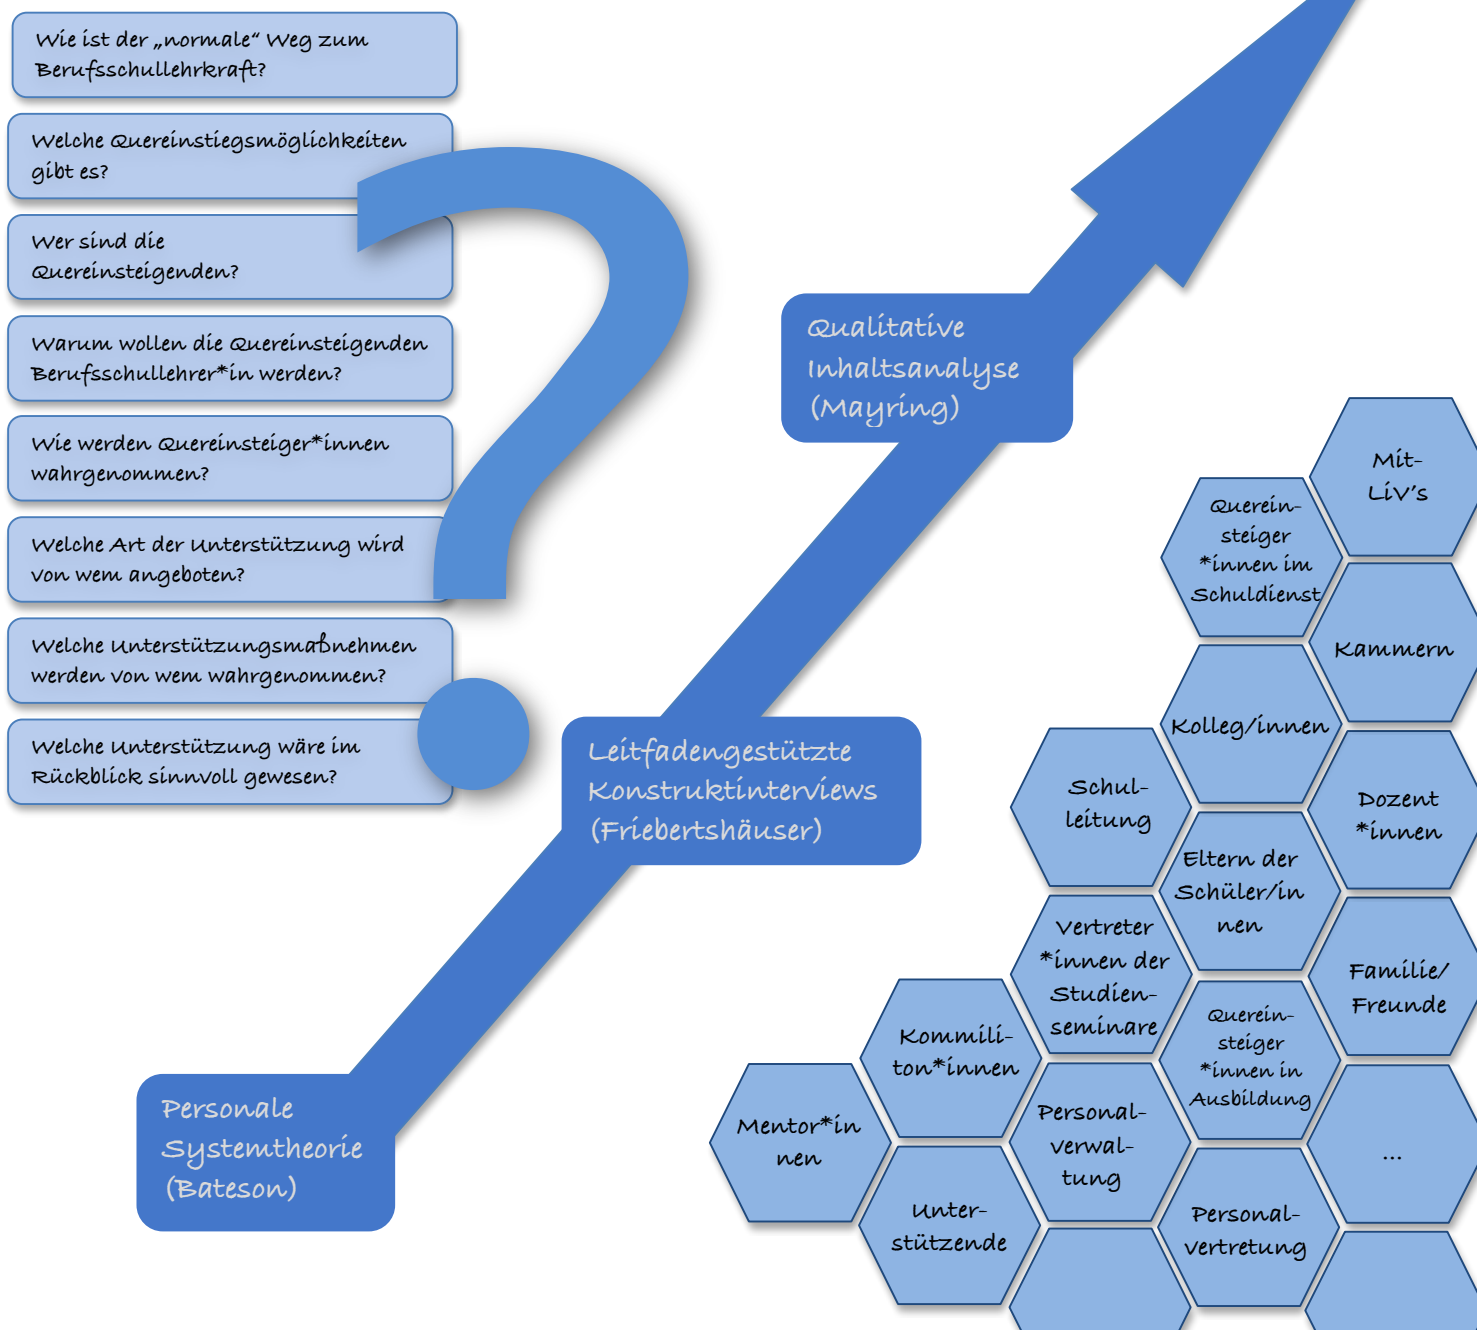 Wie ist der „normale“ Weg zum
Berufsschullehrkraft?
Welche Quereinstiegsmöglichkeiten
gibt es?
Wer sind die
Quereinsteigenden?
Warum wollen die Quereinsteigenden
Berufsschullehrer*in werden?
Wie werden Quereinsteiger*innen
wahrgenommen?
Welche Art der Unterstützung wird
von wem angeboten?
Welche Unterstützungsmaßnehmen
werden von wem wahrgenommen?
Welche Unterstützung wäre im
Rückblick sinnvoll gewesen?
?
Qualitative
Inhaltsanalyse
(Mayring)
Leitfadengestützte
Konstruktinterviews
(Friebertshäuser)
Personale
Systemtheorie
(Bateson)
Mit-
LiV's
Querein-
steiger
*innen im
Schuldienst
Kammern
Kolleg/innen
Schul-
leitung
Dozent
*innen
Eltern der
Schüler/in
nen
Vertreter
*innen der
Studien-
seminare
Familie/
Freunde
Kommili-
ton*innen
Querein-
steiger
*innen in
Ausbildung
Mentor*in
nen
Personal-
verwal-
tung
...
Unter-
stützende
Personal-
vertretung